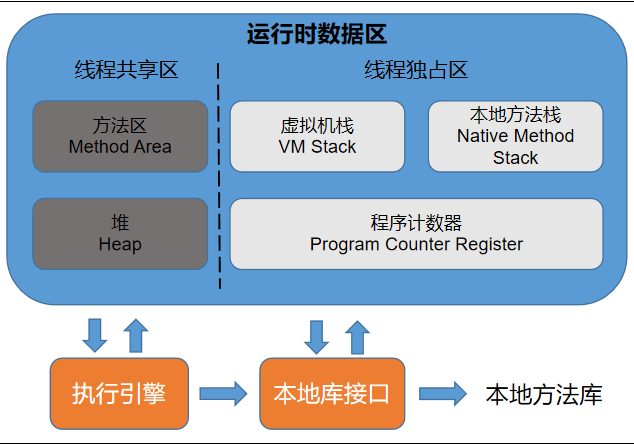 运行时数据区
线程共享区
线程独占区
方法区
Method Area
虚拟机栈
VM Stack
本地方法栈
Native Method
Stack
堆
Heap
程序计数器
Program Counter Register
执行引擎
本地库接口
本地方法库